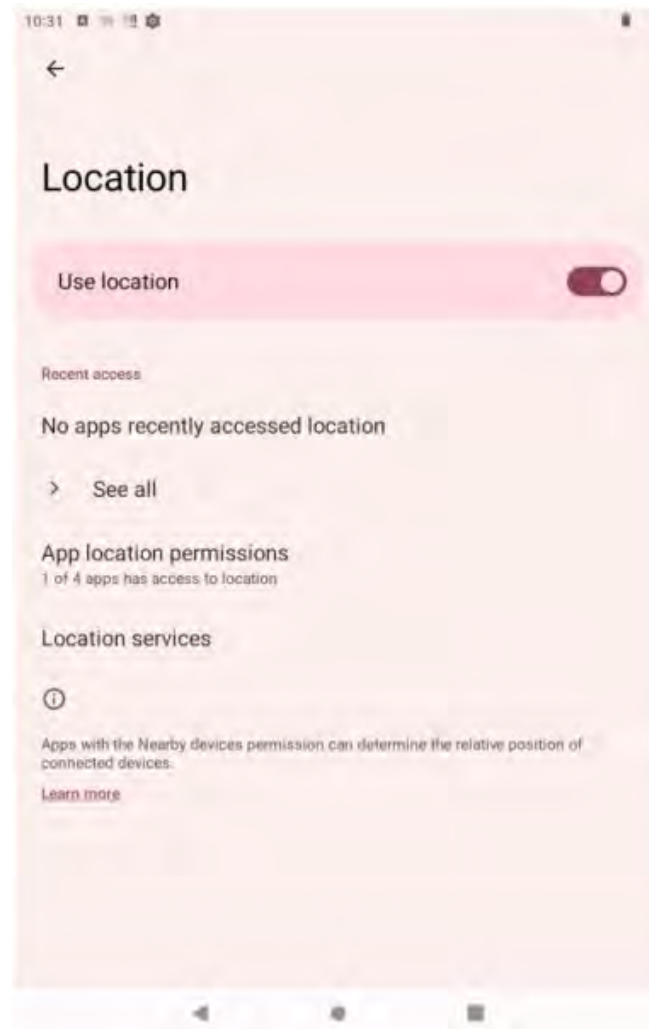 10:31
Location
Use location
Recent access
No apps recently accessed location
See all
App location permissions
1 of 4 apps has access to location
Location services
Apps with the Nearby devices permission can determine the relative position of
connected devices.
Learn more